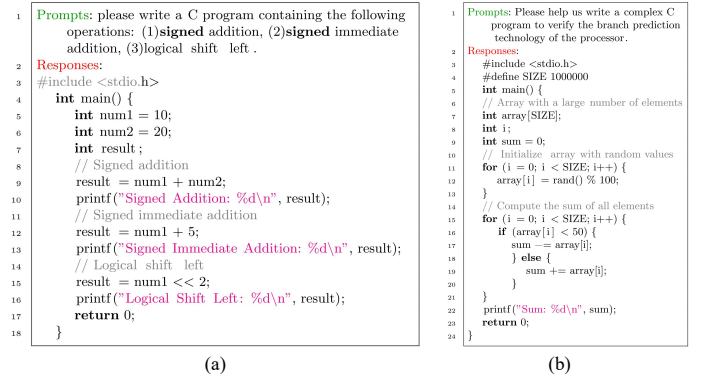 1 Prompts: please write a C program containing the following
operations: (1)signed addition, (2)signed immediate
addition, (3)logical shift left.
2 Responses:
3 #include <stdio.h>
4 int main() {
5 int num1 = 10;
6 int num2 = 20;
7 int result;
8 // Signed addition
9 result = num1 + num2;
10 printf("Signed Addition: %d\n", result);
11 // Signed immediate addition
12 result = num1 + 5;
13 printf("Signed Immediate Addition: %d\n", result);
14 // Logical shift left
15 result = num1 << 2;
16 printf("Logical Shift Left: %d\n", result);
17 return 0;
18 }
(a)
1 Prompts: Please help us write a complex C
program to verify the branch prediction
technology of the processor.
2 Responses:
3 #include <stdio.h>
4 #define SIZE 1000000
5 int main() {
6 // Array with a large number of elements
7 int array[SIZE];
8 int i;
9 int sum = 0;
10 // Initialize array with random values
11 for (i = 0; i < SIZE; i++) {
12 array[i] = rand() % 100;
13 }
14 // Compute the sum of all elements
15 for (i = 0; i < SIZE; i++) {
16 if (array[i] < 50) {
17 sum −= array[i];
18 } else {
19 sum += array[i];
20 }
21 }
22 printf("Sum: %d\n", sum);
23 return 0;
24 }
(b)